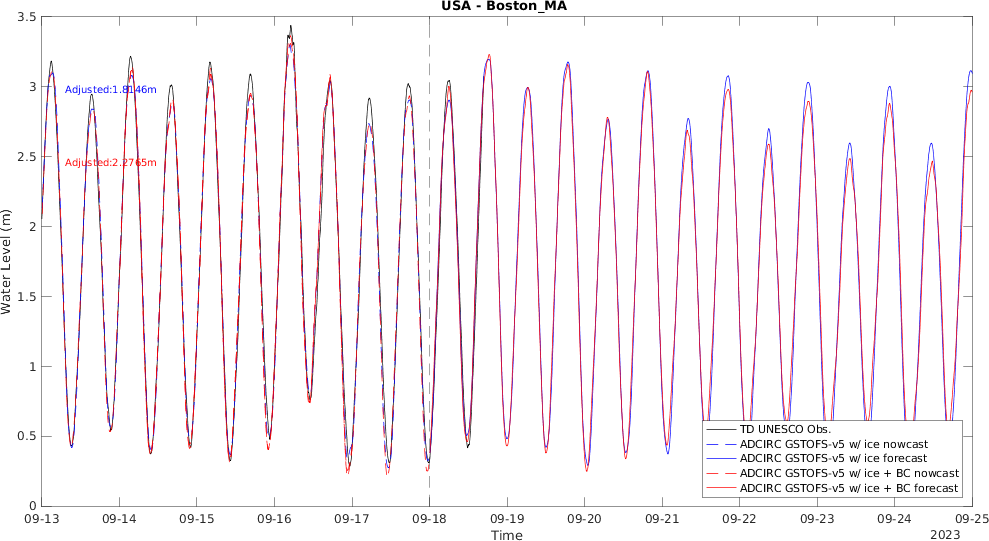 USA - Boston_MA
3.5
3
2.5
2
1.5
1
0.5
0
Water Level (m)
Adjusted:1.8146m
Adjusted:2.2765m
TD UNESCO Obs.
ADCIRC GSTOFS-v5 w/ ice nowcast
ADCIRC GSTOFS-v5 w/ ice forecast
ADCIRC GSTOFS-v5 w/ ice + BC nowcast
ADCIRC GSTOFS-v5 w/ ice + BC forecast
09-13 09-14 09-15 09-16 09-17 09-18 09-19 09-20 09-21 09-22 09-23 09-24 09-25
Time
2023